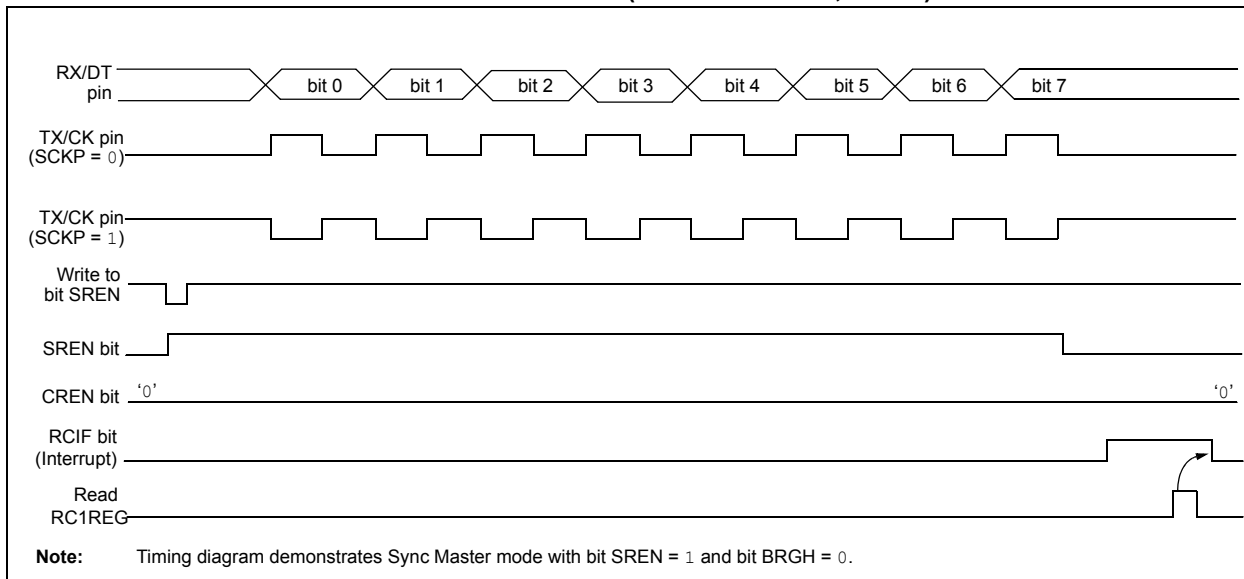 RX/DT
pin
bit 0 bit 1 bit 2 bit 3 bit 4 bit 5 bit 6 bit 7
TX/CK pin
(SCKP = 0)
TX/CK pin
(SCKP = 1)
Write to
bit SREN
SREN bit
CREN bit ‘0’ ‘0’
RCIF bit
(Interrupt)
Read
RC1REG
Note: Timing diagram demonstrates Sync Master mode with bit SREN = 1 and bit BRGH = 0.